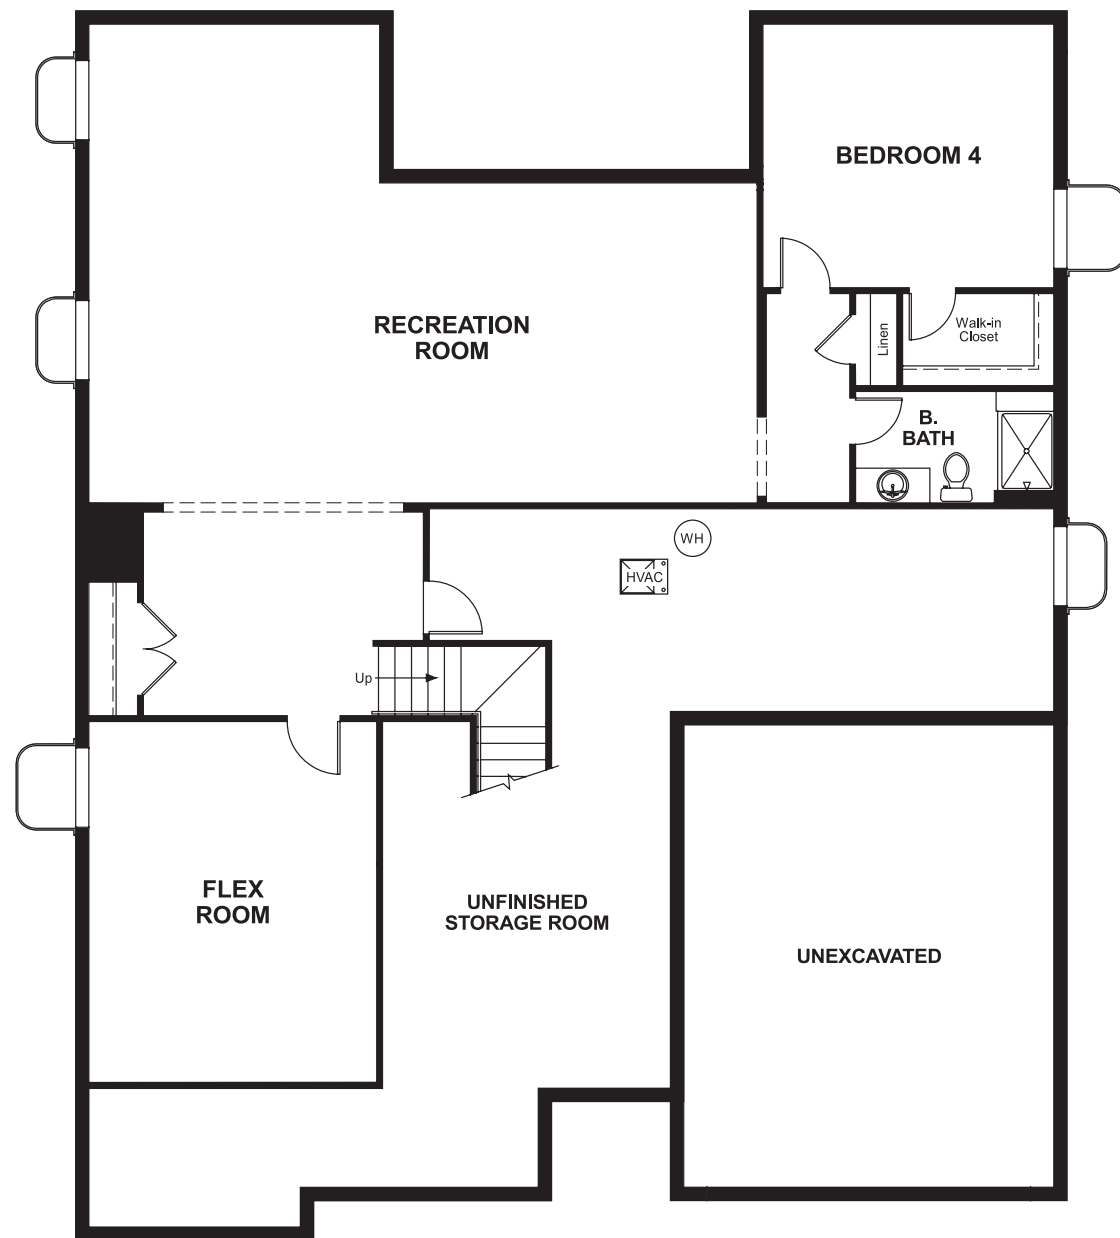 BEDROOM 4
RECREATION
ROOM
Linen
Walk-in
Closet
B.
BATH
WH
HVAC
Up
FLEX
ROOM
UNFINISHED
STORAGE ROOM
UNEXCAVATED